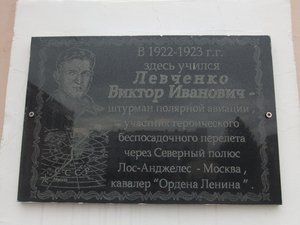 В 1922-1923 г.г.
здесь учился
Левченко
Виктор Иванович -
штурман полярной авиации
участник героического
беспосадочного перелета
через Северный полюс
Лос-Анджелес - Москва ,
кавалер "Ордена Ленина" .
СССР